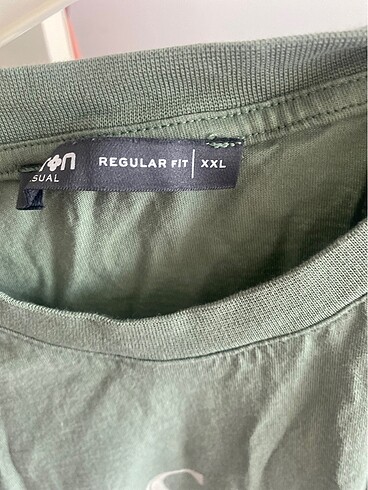 REGULAR FIT | XXL
SUAL
S